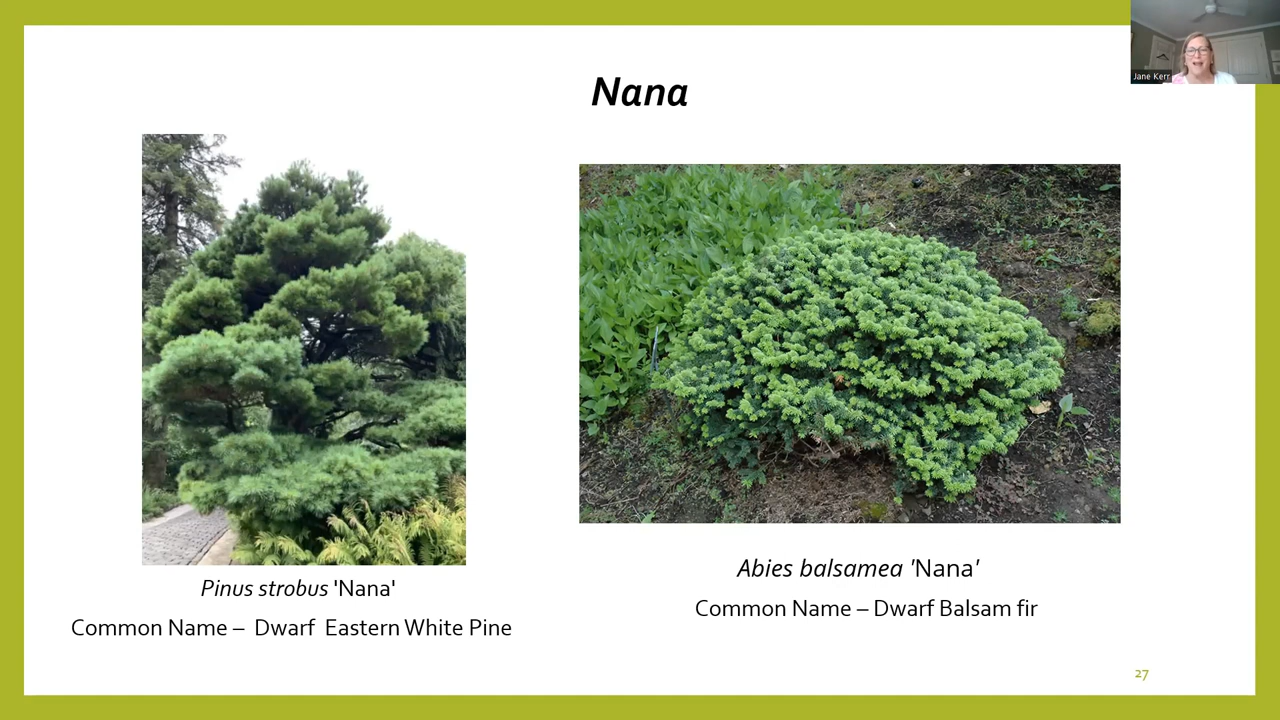 Nana
Jane Kerr
Pinus strobus 'Nana'
Common Name – Dwarf Eastern White Pine
Abies balsamea 'Nana’
Common Name – Dwarf Balsam fir
27